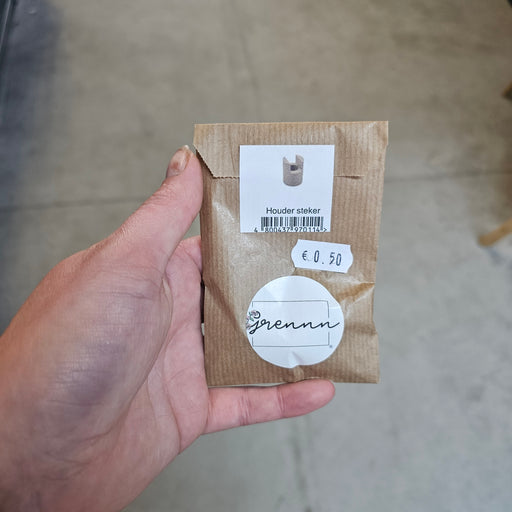 Houder steker
4 800437 970114>
€ 0.50
grennn